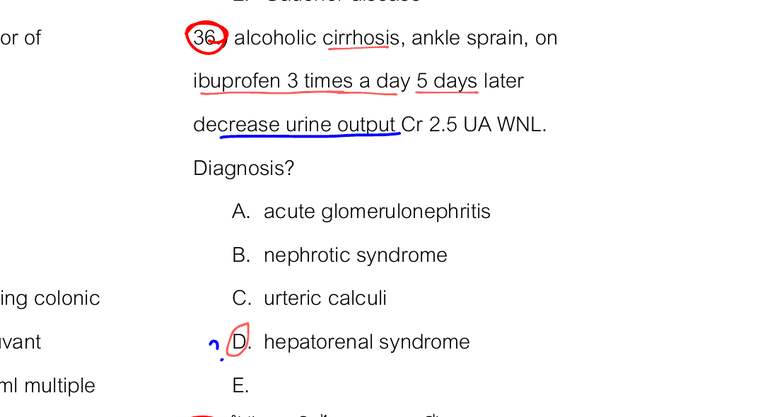 or of
36. alcoholic cirrhosis, ankle sprain, on
ibuprofen 3 times a day 5 days later
decrease urine output Cr 2.5 UA WNL.
Diagnosis?
A. acute glomerulonephritis
B. nephrotic syndrome
ing colonic
C. urteric calculi
vant
? D. hepatorenal syndrome
ml multiple
E.